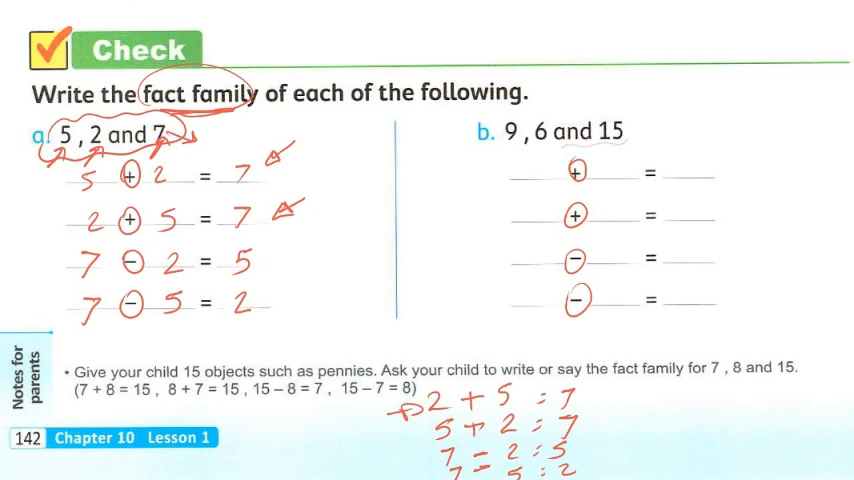 Check
Write the fact family of each of the following.
a. 5 , 2 and 7
5 + 2 = 7
2 + 5 = 7
7 − 2 = 5
7 − 5 = 2
b. 9 , 6 and 15
+ =
+ =
− =
− =
Notes for
parents
• Give your child 15 objects such as pennies. Ask your child to write or say the fact family for 7 , 8 and 15.
(7 + 8 = 15 , 8 + 7 = 15 , 15 – 8 = 7 , 15 – 7 = 8)
2 + 5 = 7
5 + 2 = 7
7 - 2 = 5
7 - 5 = 2
142 Chapter 10 Lesson 1